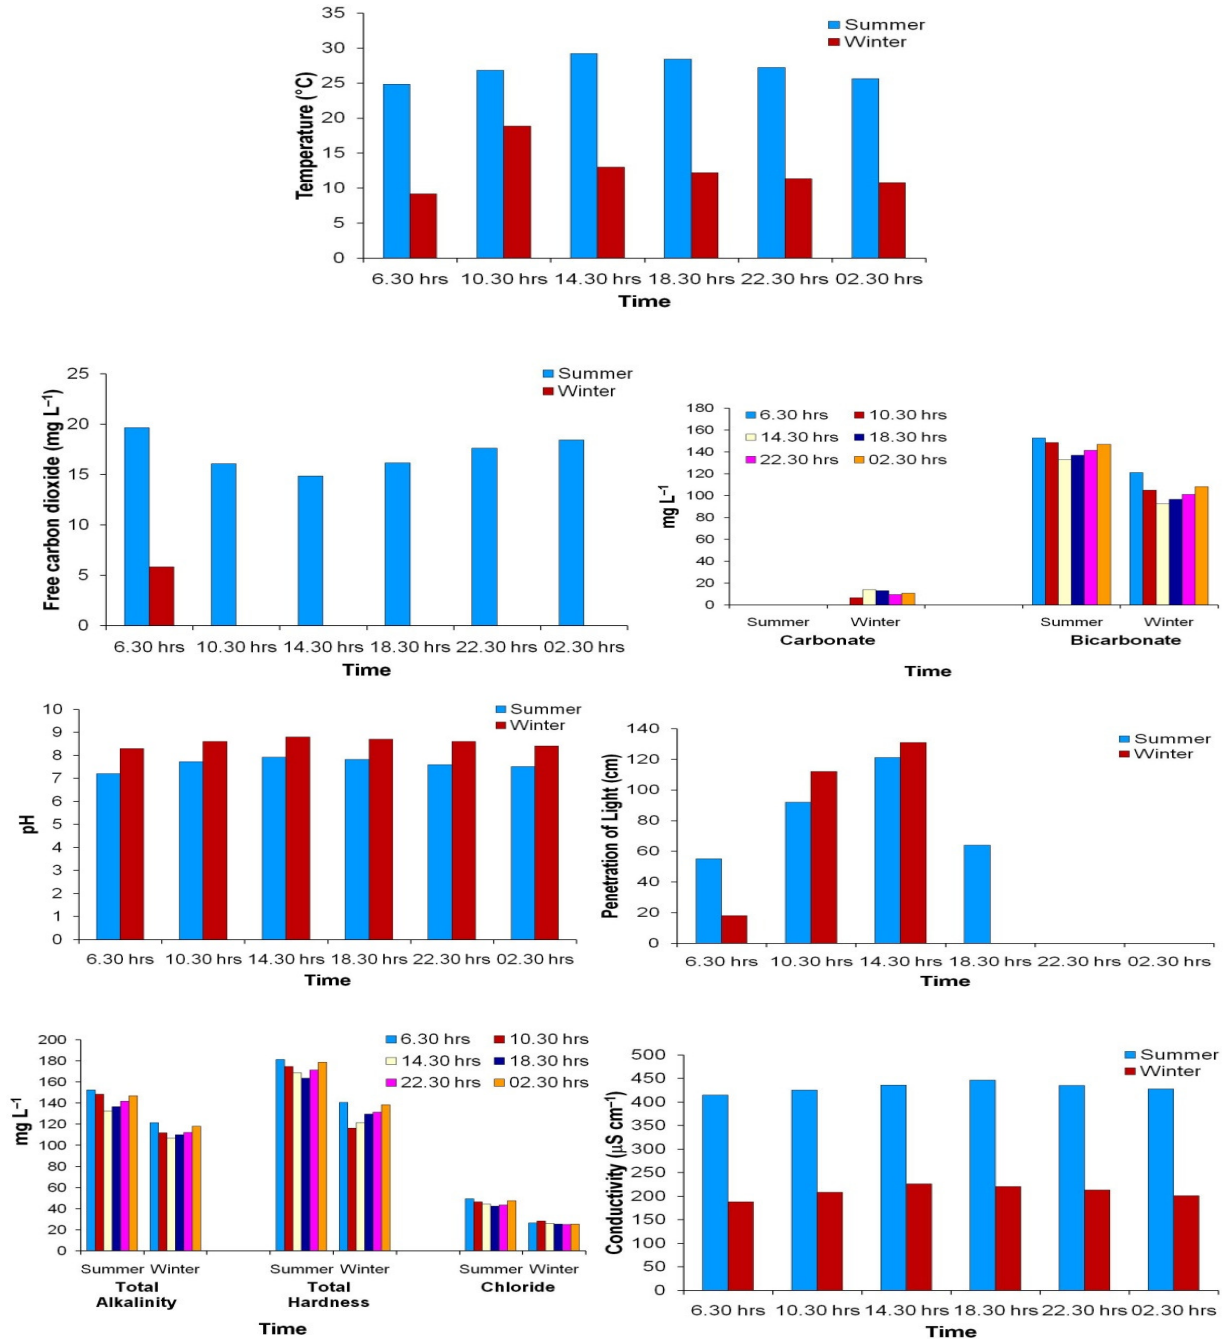 35
30
25
20
15
10
5
0
Temperature (°C)
Summer
Winter
6.30 hrs 10.30 hrs 14.30 hrs 18.30 hrs 22.30 hrs 02.30 hrs
Time
25
20
15
10
5
0
Free carbon dioxide (mg L⁻¹)
Summer
Winter
6.30 hrs 10.30 hrs 14.30 hrs 18.30 hrs 22.30 hrs 02.30 hrs
Time
180
160
140
120
100
80
60
40
20
0
mg L⁻¹
6.30 hrs 10.30 hrs
14.30 hrs 18.30 hrs
22.30 hrs 02.30 hrs
Summer Winter Summer Winter
Carbonate Bicarbonate
Time
10
9
8
7
6
5
4
3
2
1
0
pH
Summer
Winter
6.30 hrs 10.30 hrs 14.30 hrs 18.30 hrs 22.30 hrs 02.30 hrs
Time
140
120
100
80
60
40
20
0
Penetration of Light (cm)
Summer
Winter
6.30 hrs 10.30 hrs 14.30 hrs 18.30 hrs 22.30 hrs 02.30 hrs
Time
200
180
160
140
120
100
80
60
40
20
0
mg L⁻¹
6.30 hrs 10.30 hrs
14.30 hrs 18.30 hrs
22.30 hrs 02.30 hrs
Summer Winter Summer Winter Summer Winter
Total Total Chloride
Alkalinity Hardness
Time
500
450
400
350
300
250
200
150
100
50
0
Conductivity (µS cm⁻¹)
Summer
Winter
6.30 hrs 10.30 hrs 14.30 hrs 18.30 hrs 22.30 hrs 02.30 hrs
Time